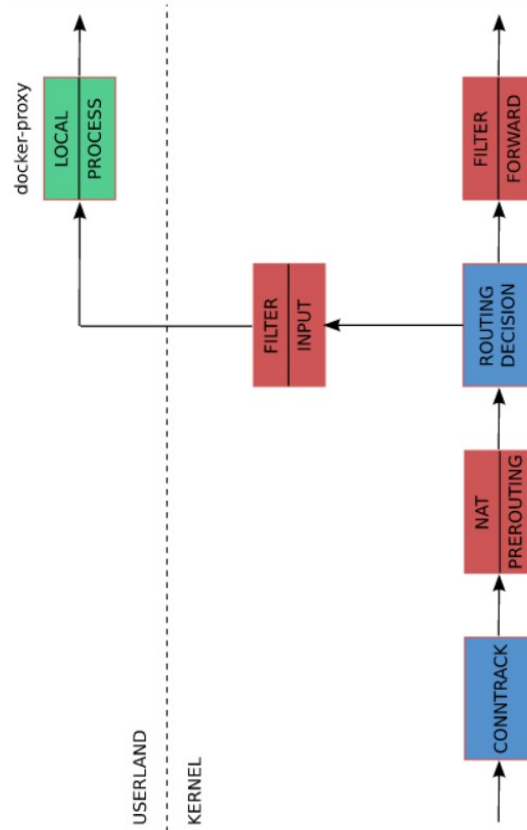 docker-proxy
LOCAL
PROCESS
USERLAND
KERNEL
FILTER
INPUT
CONNTRACK
NAT
PREROUTING
ROUTING
DECISION
FILTER
FORWARD